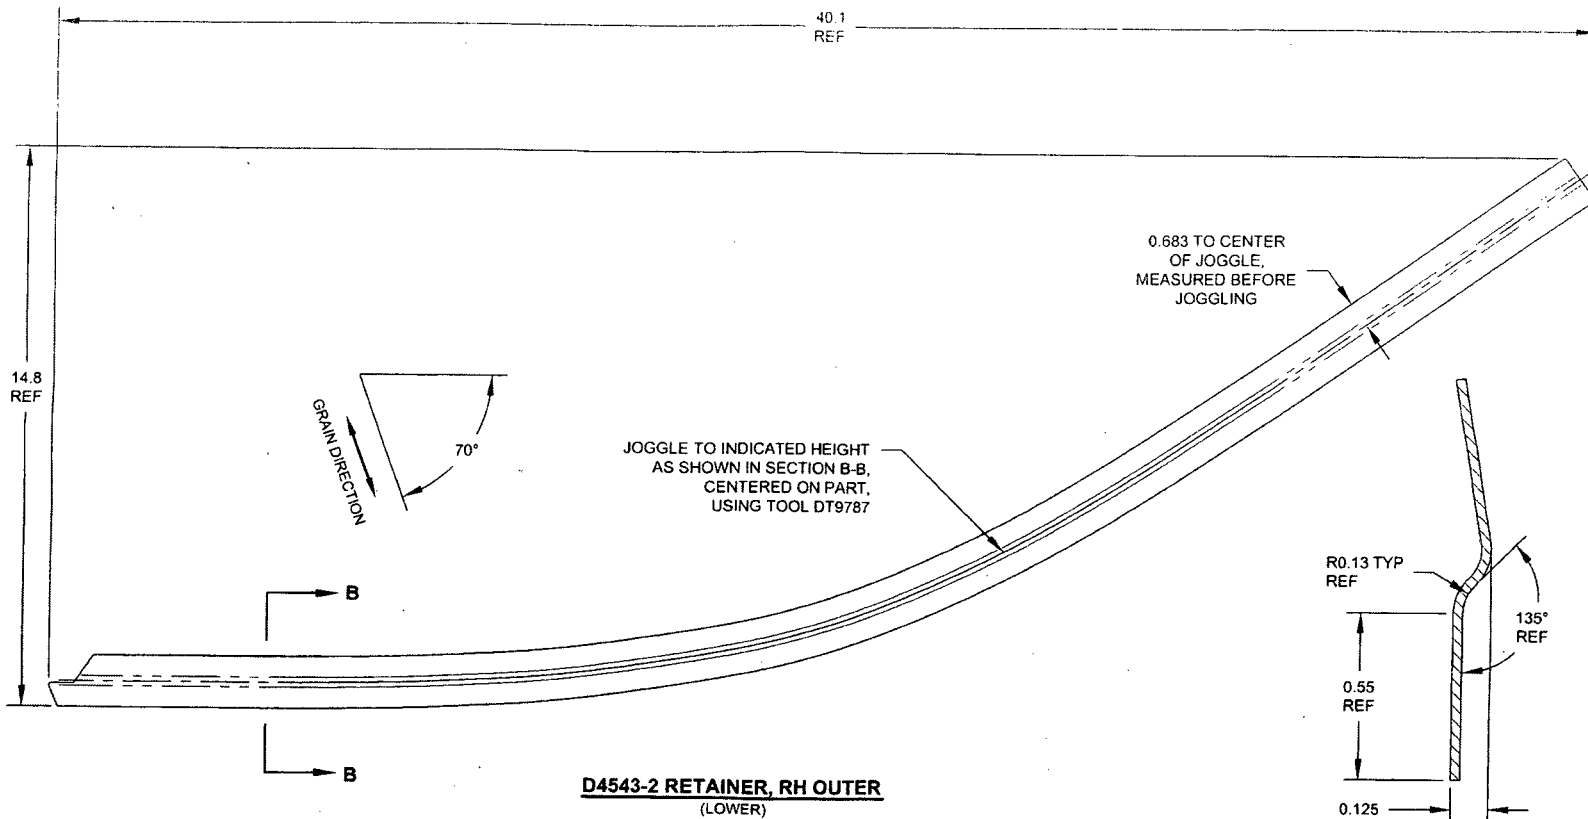 40.1
REF
0.683 TO CENTER
OF JOGGLE,
MEASURED BEFORE
JOGGLING
14.8
REF
GRAIN DIRECTION
70°
JOGGLE TO INDICATED HEIGHT
AS SHOWN IN SECTION B-B,
CENTERED ON PART,
USING TOOL DT9787
R0.13 TYP
REF
135°
REF
B
0.55
REF
B
D4543-2 RETAINER, RH OUTER
(LOWER)
0.125